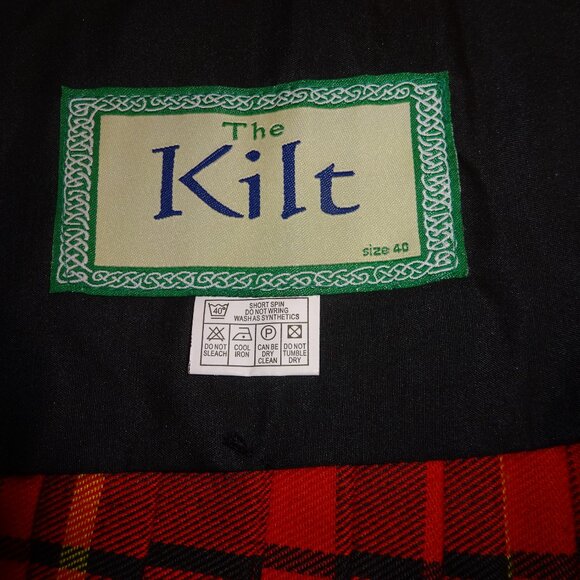 The
Kilt
size 40
40°
SHORT SPIN
DO NOT WRING
WASH AS SYNTHETICS
P
DO NOT
SLEACH
COOL
IRON
CAN BE
DRY
CLEAN
DO NOT
TUMBLE
DRY